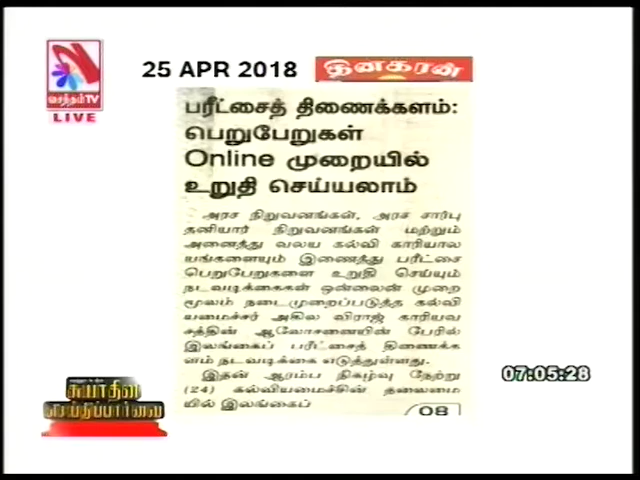 25 APR 2018
தினகரன்
வசந்தம்TV
LIVE
பரீட்சைத் திணைக்களம்:
பெறுபேறுகள்
Online முறையில்
உறுதி செய்யலாம்
அரச நிறுவனங்கள், அரச சார்பு
தனியார் நிறுவனங்கள் மற்றும்
அனைத்து வலய கல்வி காரியால
யங்களையும் இணைத்து பரீட்சை
பெறுபேறுகளை உறுதி செய்யும்
நடவடிக்கைகள் ஒன்லைன் முறை
மூலம் நடைமுறைப்படுத்த கல்வி
யமைச்சர் அகில விராஜ் காரியவ
சத்தின் ஆலோசனையின் பேரில்
இலங்கைப் பரீட்சைத் திணைக்க
ளம் நடவடிக்கை எடுத்துள்ளது.
இதன் ஆரம்ப நிகழ்வு நேற்று
(24) கல்வியமைச்சின் தலைமை
யில் இலங்கைப்
08
07:05:28
செய்திப்பார்வை